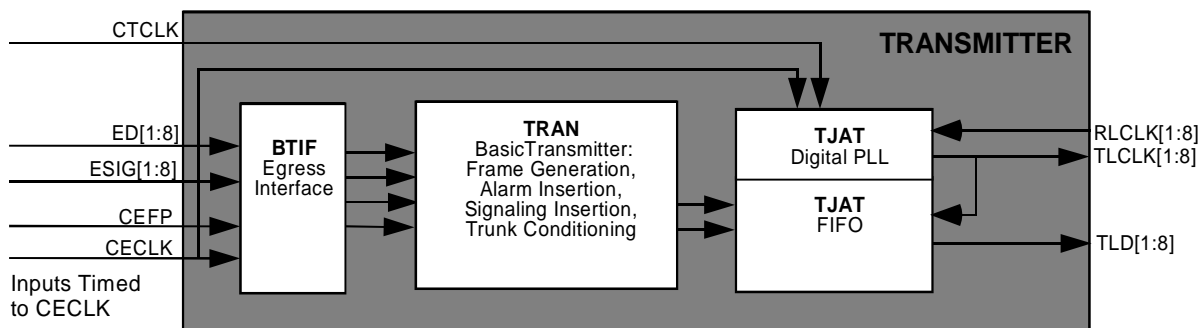 CTCLK
TRANSMITTER
ED[1:8]
ESIG[1:8]
CEFP
CECLK
Inputs Timed
to CECLK
BTIF
Egress
Interface
TRAN
BasicTransmitter:
Frame Generation,
Alarm Insertion,
Signaling Insertion,
Trunk Conditioning
TJAT
Digital PLL
TJAT
FIFO
RLCLK[1:8]
TLCLK[1:8]
TLD[1:8]